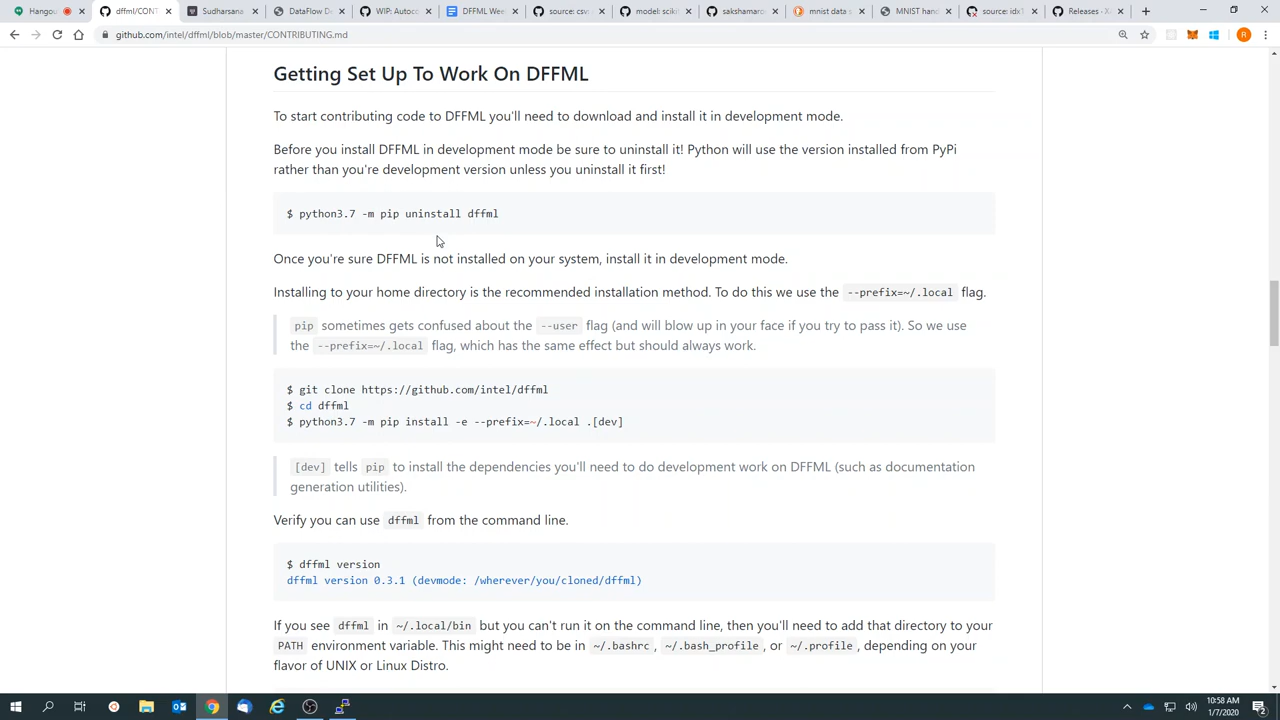 Hangou
dffml/CONT
Sudharsana
DataFlow De
WIP: Autoco
DFFML Wee
source: csv
model: scikit
sakshamaro
mnist data s
MNIST hand
source: idx1
Releases - X
github.com/intel/dffml/blob/master/CONTRIBUTING.md
R
Getting Set Up To Work On DFFML
To start contributing code to DFFML you'll need to download and install it in development mode.
Before you install DFFML in development mode be sure to uninstall it! Python will use the version installed from PyPi
rather than you're development version unless you uninstall it first!
$ python3.7 -m pip uninstall dffml
Once you're sure DFFML is not installed on your system, install it in development mode.
Installing to your home directory is the recommended installation method. To do this we use the --prefix=~/.local flag.
pip sometimes gets confused about the --user flag (and will blow up in your face if you try to pass it). So we use
the --prefix=~/.local flag, which has the same effect but should always work.
$ git clone https://github.com/intel/dffml
$ cd dffml
$ python3.7 -m pip install -e --prefix=~/.local .[dev]
[dev] tells pip to install the dependencies you'll need to do development work on DFFML (such as documentation
generation utilities).
Verify you can use dffml from the command line.
$ dffml version
dffml version 0.3.1 (devmode: /wherever/you/cloned/dffml)
If you see dffml in ~/.local/bin but you can't run it on the command line, then you'll need to add that directory to your
PATH environment variable. This might need to be in ~/.bashrc, ~/.bash_profile, or ~/.profile, depending on your
flavor of UNIX or Linux Distro.
10:58 AM
1/7/2020
2